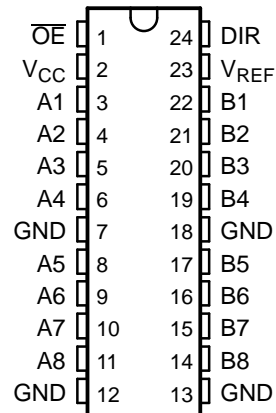 OE 1 24 DIR
VCC 2 23 VREF
A1 3 22 B1
A2 4 21 B2
A3 5 20 B3
A4 6 19 B4
GND 7 18 GND
A5 8 17 B5
A6 9 16 B6
A7 10 15 B7
A8 11 14 B8
GND 12 13 GND